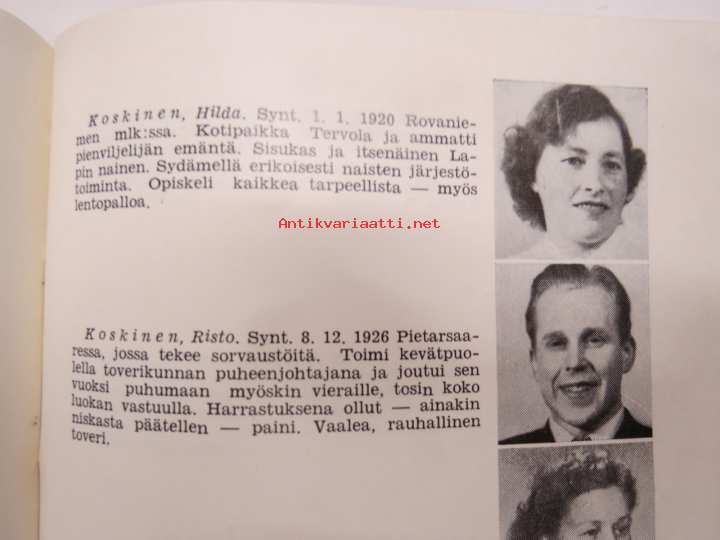 Koskinen, Hilda. Synt. 1. 1. 1920 Rovanie-
men mlk:ssa. Kotipaikka Tervola ja ammatti
pienviljelijän emäntä. Sisukas ja itsenäinen La-
pin nainen. Sydämellä erikoisesti naisten järjestö-
toiminta. Opiskeli kaikkea tarpeellista — myös
lentopalloa.
Antikvariaatti.net
Koskinen, Risto. Synt. 8. 12. 1926 Pietarsaa-
ressa, jossa tekee sorvaustöitä. Toimi kevätpuo-
lella toverikunnan puheenjohtajana ja joutui sen
vuoksi puhumaan myöskin vieraille, tosin koko
luokan vastuulla. Harrastuksena ollut — ainakin
niskasta päätellen — paini. Vaalea, rauhallinen
toveri.